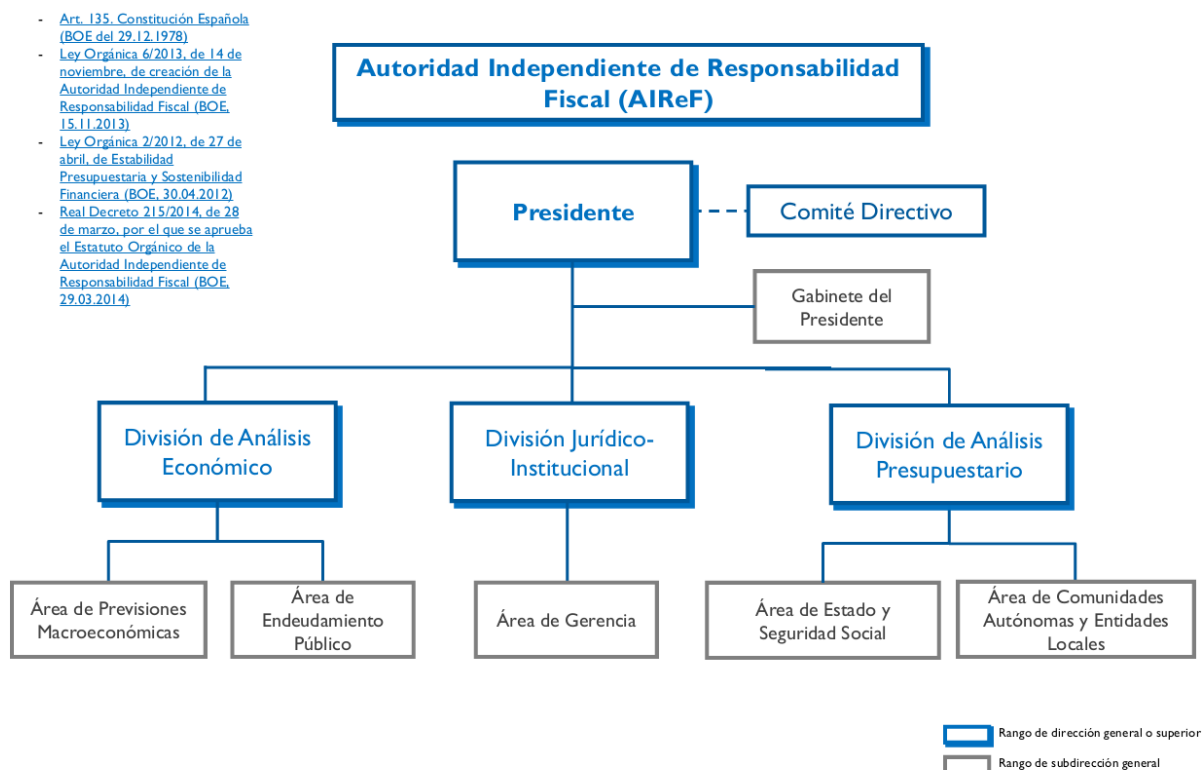 - Art. 135. Constitución Española
(BOE del 29.12.1978)
- Ley Orgánica 6/2013, de 14 de
noviembre, de creación de la
Autoridad Independiente de
Responsabilidad Fiscal (BOE,
15.11.2013)
- Ley Orgánica 2/2012, de 27 de
abril, de Estabilidad
Presupuestaria y Sostenibilidad
Financiera (BOE, 30.04.2012)
- Real Decreto 215/2014, de 28
de marzo, por el que se aprueba
el Estatuto Orgánico de la
Autoridad Independiente de
Responsabilidad Fiscal (BOE,
29.03.2014)
Autoridad Independiente de Responsabilidad
Fiscal (AIReF)
Presidente
Comité Directivo
Gabinete del
Presidente
División de Análisis
Económico
División Jurídico-
Institucional
División de Análisis
Presupuestario
Área de Previsiones
Macroeconómicas
Área de
Endeudamiento
Público
Área de Gerencia
Área de Estado y
Seguridad Social
Área de Comunidades
Autónomas y Entidades
Locales
Rango de dirección general o superior
Rango de subdirección general